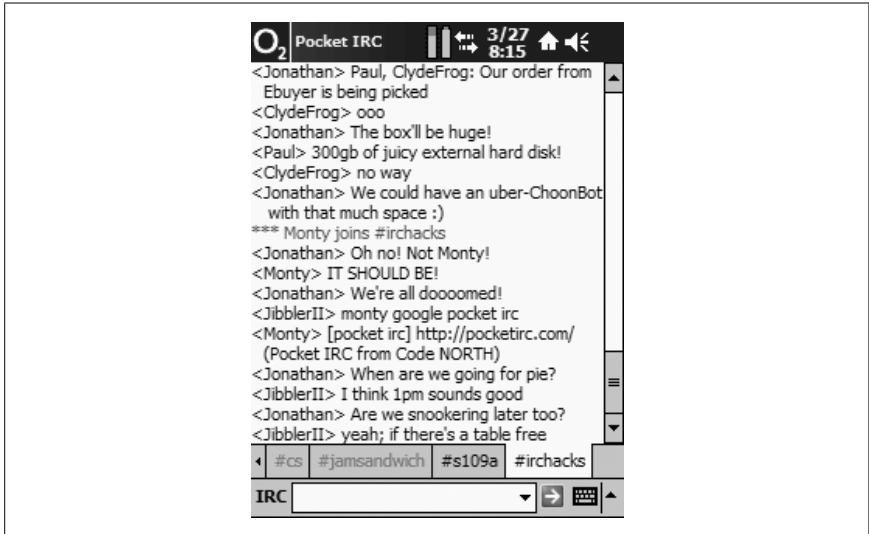 O2 Pocket IRC 3/27
8:15
<Jonathan> Paul, ClydeFrog: Our order from
Ebuyer is being picked
<ClydeFrog> ooo
<Jonathan> The box'll be huge!
<Paul> 300gb of juicy external hard disk!
<ClydeFrog> no way
<Jonathan> We could have an uber-ChoonBot
with that much space :)
*** Monty joins #irchacks
<Jonathan> Oh no! Not Monty!
<Monty> IT SHOULD BE!
<Jonathan> We're all doooomed!
<JibblerII> monty google pocket irc
<Monty> [pocket irc] http://pocketirc.com/
(Pocket IRC from Code NORTH)
<Jonathan> When are we going for pie?
<JibblerII> I think 1pm sounds good
<Jonathan> Are we snookering later too?
<JibblerII> yeah; if there's a table free
#cs #jamsandwich #s109a #irchacks
IRC